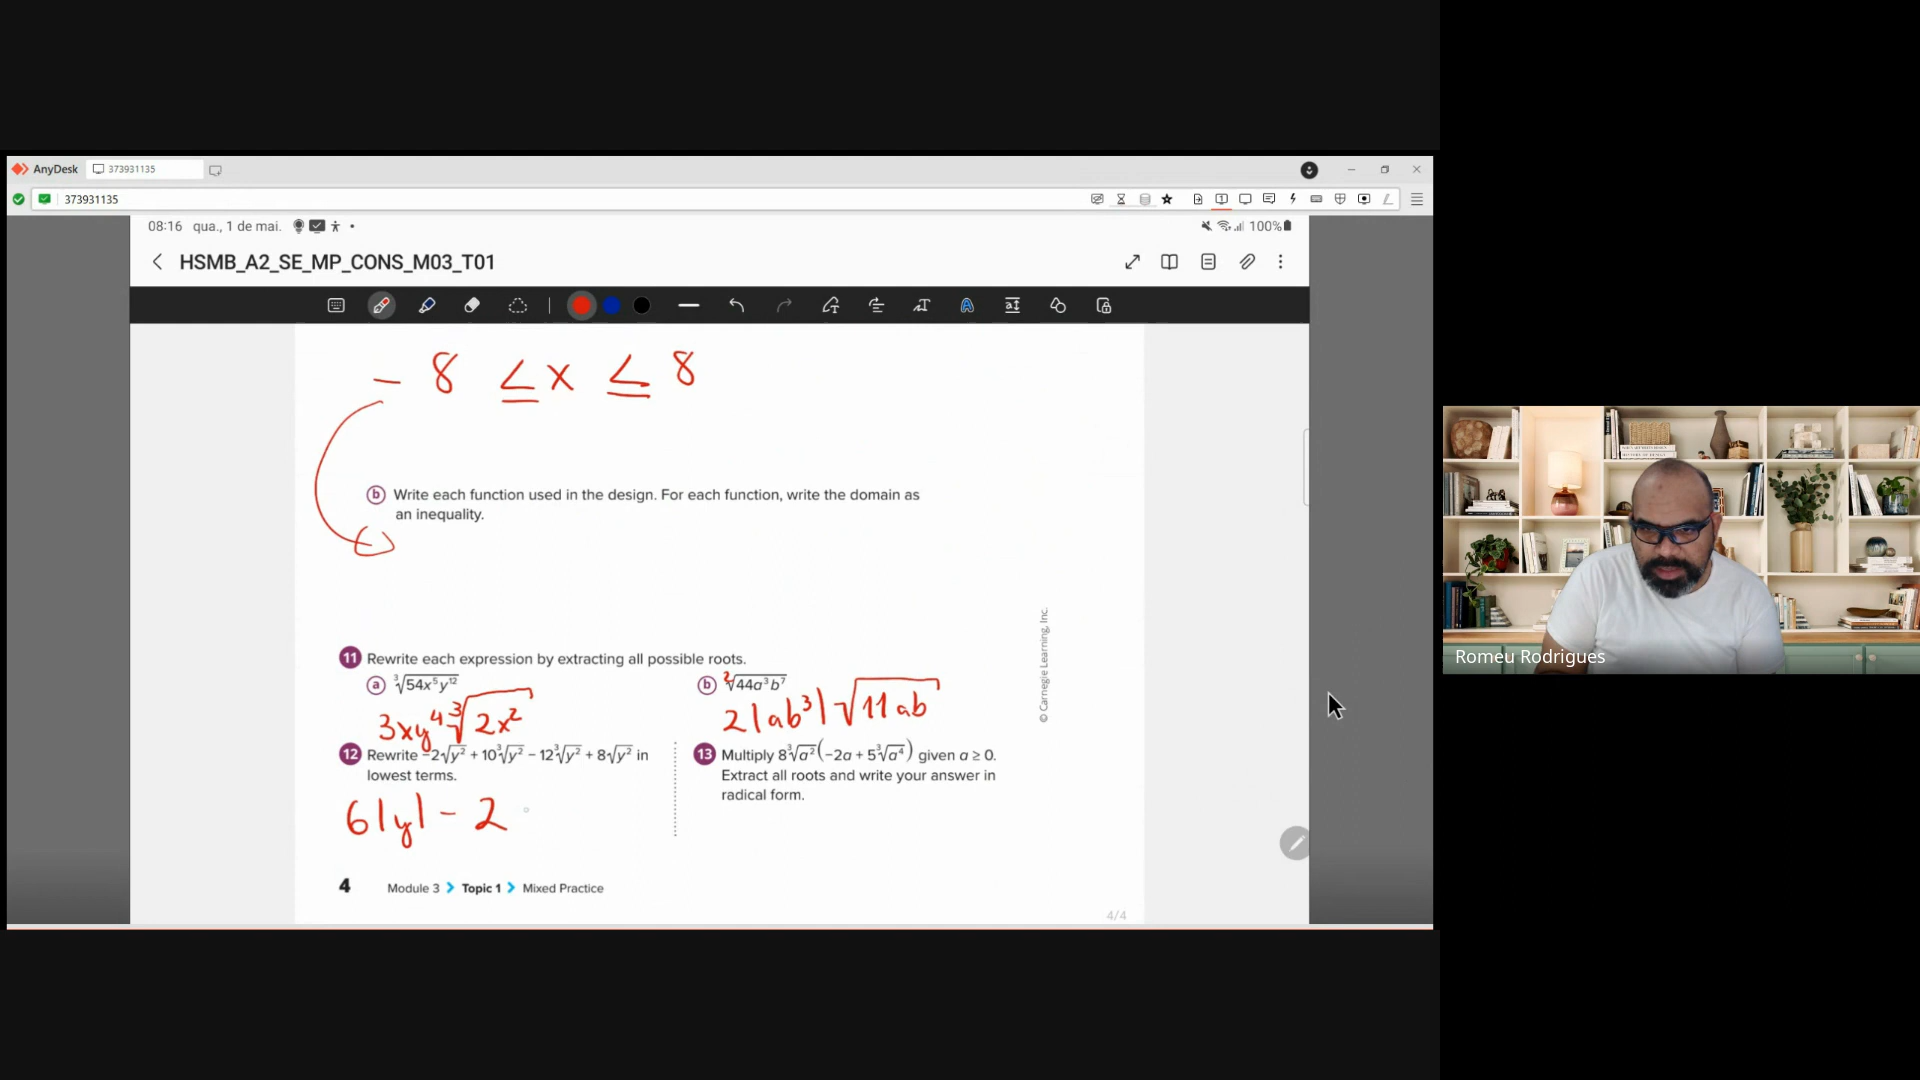 AnyDesk 373931135
373931135
08:16 qua., 1 de mai. 100%
HSMB_A2_SE_MP_CONS_M03_T01
- 8 ≤ x ≤ 8
b Write each function used in the design. For each function, write the domain as
an inequality.
© Carnegie Learning, Inc.
11 Rewrite each expression by extracting all possible roots.
a ∛54x⁵y¹² b ²√44a³b⁷
3xy⁴ ∛2x² 2|ab³| √11ab
12 Rewrite −2√y² + 10∛y² − 12∛y² + 8√y² in
lowest terms.
6|y| - 2
13 Multiply 8∛a²(−2a + 5∛a⁴) given a ≥ 0.
Extract all roots and write your answer in
radical form.
4 Module 3 > Topic 1 > Mixed Practice
4/4
Romeu Rodrigues